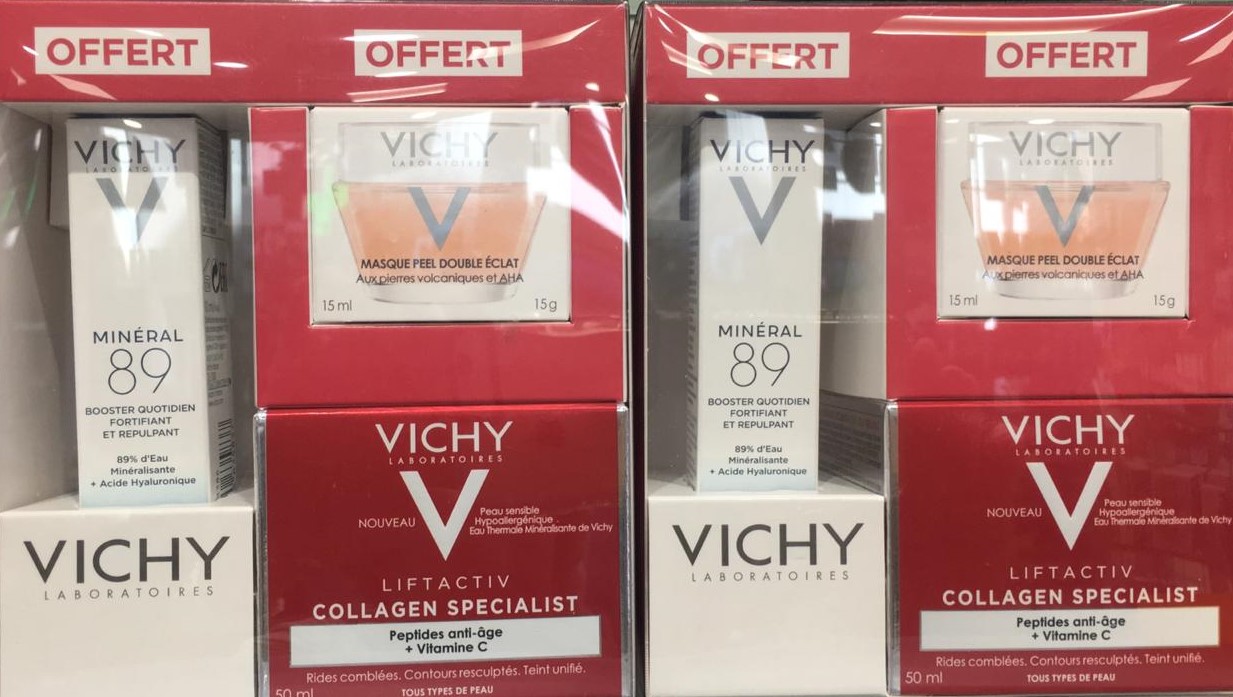 OFFERT
OFFERT
VICHY
LABORATOIRES
MINÉRAL
89
BOOSTER QUOTIDIEN
FORTIFIANT
ET REPULPANT
89% d'Eau
Minéralisante
+ Acide Hyaluronique
VICHY
LABORATOIRES
VICHY
LABORATOIRES
MASQUE PEEL DOUBLE ÉCLAT
Aux pierres volcaniques et AHA
15 ml
15g
VICHY
LABORATOIRES
NOUVEAU
Peau sensible
Hypoallergénique
Eau Thermale Minéralisante de Vichy
LIFTACTIV
COLLAGEN SPECIALIST
Peptides anti-âge
+ Vitamine C
Rides comblées. Contours resculptés. Teint unifié.
50 ml
TOUS TYPES DE PEAU
OFFERT
OFFERT
VICHY
LABORATOIRES
MINÉRAL
89
BOOSTER QUOTIDIEN
FORTIFIANT
ET REPULPANT
89% d'Eau
Minéralisante
+ Acide Hyaluronique
VICHY
LABORATOIRES
VICHY
LABORATOIRES
MASQUE PEEL DOUBLE ÉCLAT
Aux pierres volcaniques et AHA
15 ml
15g
VICHY
LABORATOIRES
NOUVEAU
Peau sensible
Hypoallergénique
Eau Thermale Minéralisante de Vichy
LIFTACTIV
COLLAGEN SPECIALIST
Peptides anti-âge
+ Vitamine C
Rides comblées. Contours resculptés. Teint unifié.
50 ml
TOUS TYPES DE PEAU